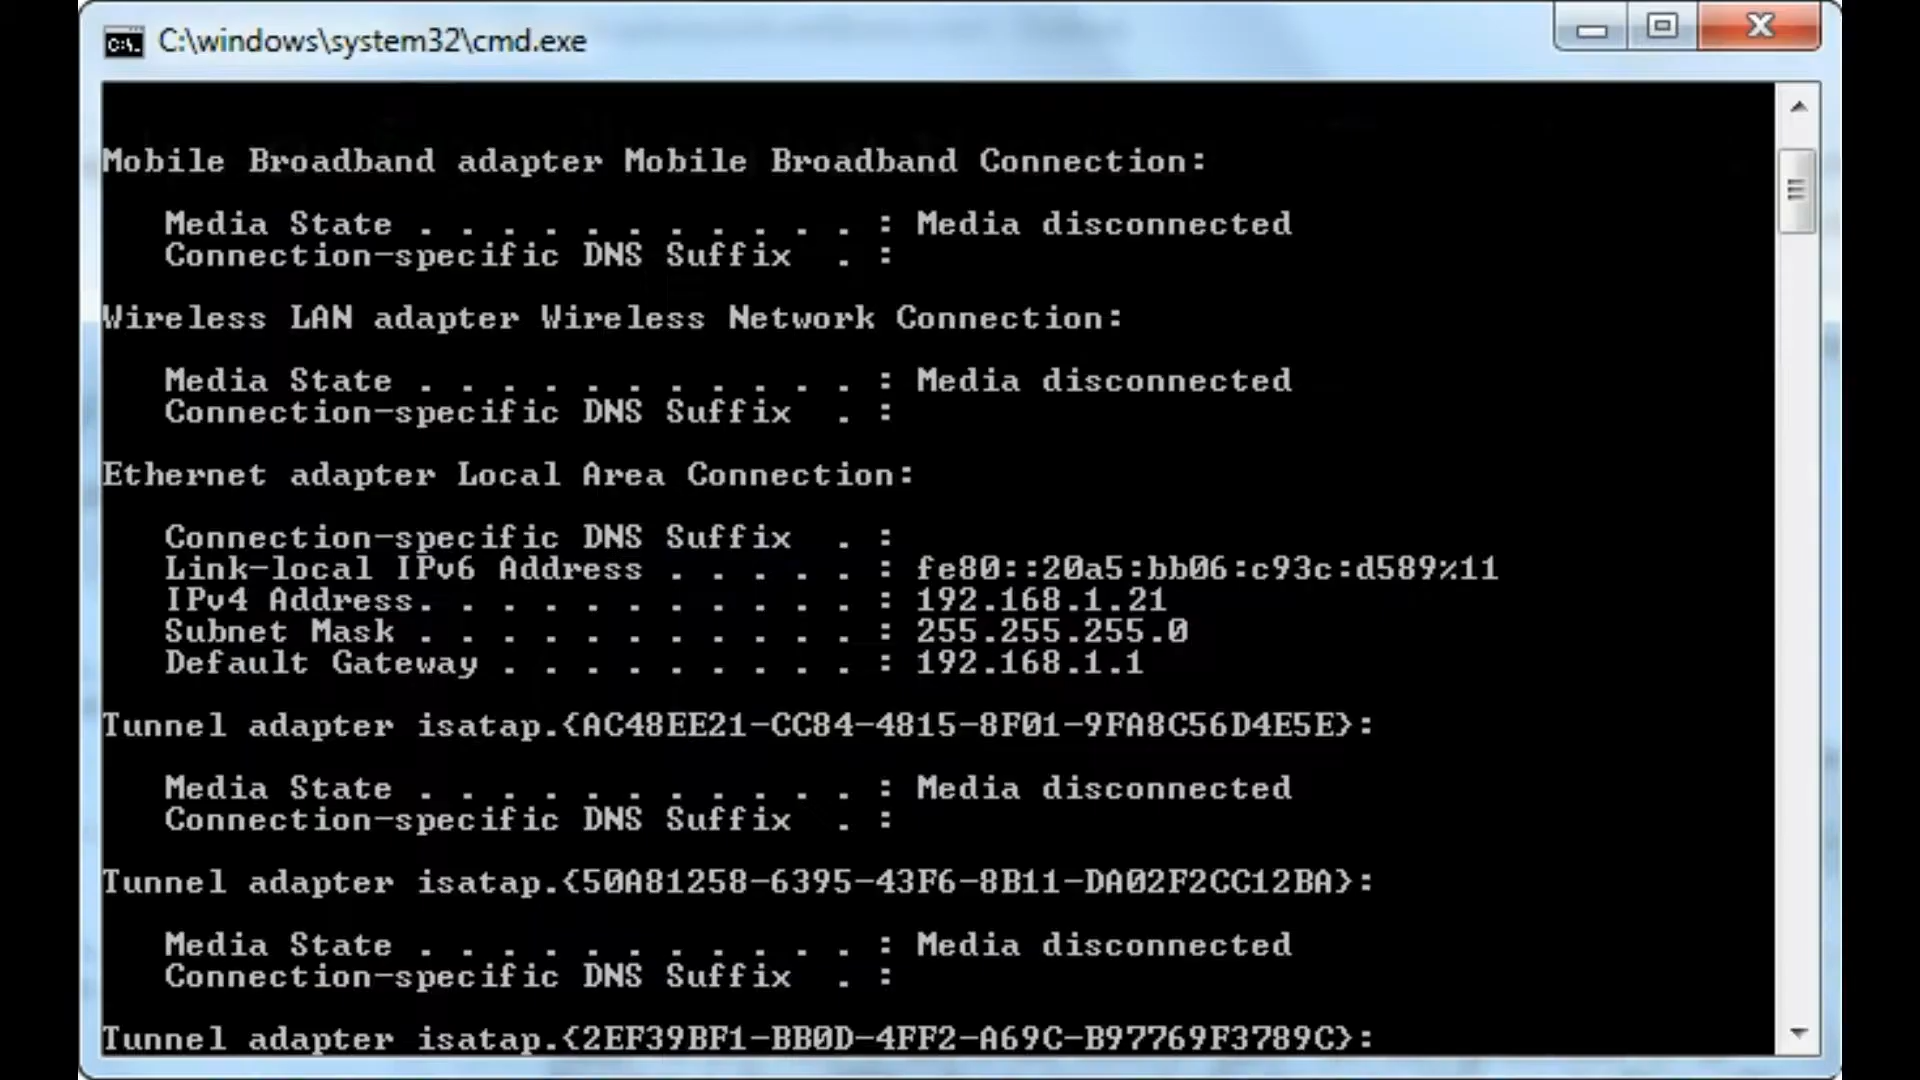 C:\windows\system32\cmd.exe
Mobile Broadband adapter Mobile Broadband Connection:
Media State . . . . . . . . . . . : Media disconnected
Connection-specific DNS Suffix  . :
Wireless LAN adapter Wireless Network Connection:
Media State . . . . . . . . . . . : Media disconnected
Connection-specific DNS Suffix  . :
Ethernet adapter Local Area Connection:
Connection-specific DNS Suffix  . :
Link-local IPv6 Address . . . . . : fe80::20a5:bb06:c93c:d589%11
IPv4 Address. . . . . . . . . . . : 192.168.1.21
Subnet Mask . . . . . . . . . . . : 255.255.255.0
Default Gateway . . . . . . . . . : 192.168.1.1
Tunnel adapter isatap.{AC48EE21-CC84-4815-8F01-9FA8C56D4E5E}:
Media State . . . . . . . . . . . : Media disconnected
Connection-specific DNS Suffix  . :
Tunnel adapter isatap.{50A81258-6395-43F6-8B11-DA02F2CC12BA}:
Media State . . . . . . . . . . . : Media disconnected
Connection-specific DNS Suffix  . :
Tunnel adapter isatap.{2EF39BF1-BB0D-4FF2-A69C-B97769F3789C}: